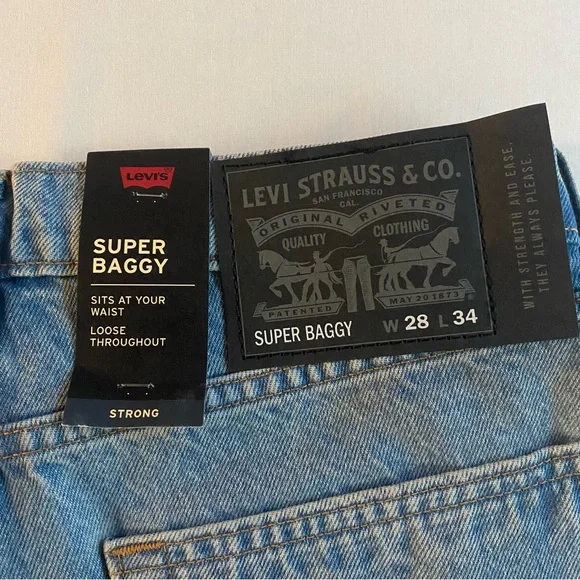 Levi's
SUPER
BAGGY
SITS AT YOUR
WAIST
LOOSE
THROUGHOUT
STRONG
LEVI STRAUSS & CO.
SAN FRANCISCO
CAL.
ORIGINAL RIVETED
QUALITY CLOTHING
PATENTED MAY 20 1873
SUPER BAGGY W 28 L 34
WITH STRENGTH AND EASE,
THEY ALWAYS PLEASE.